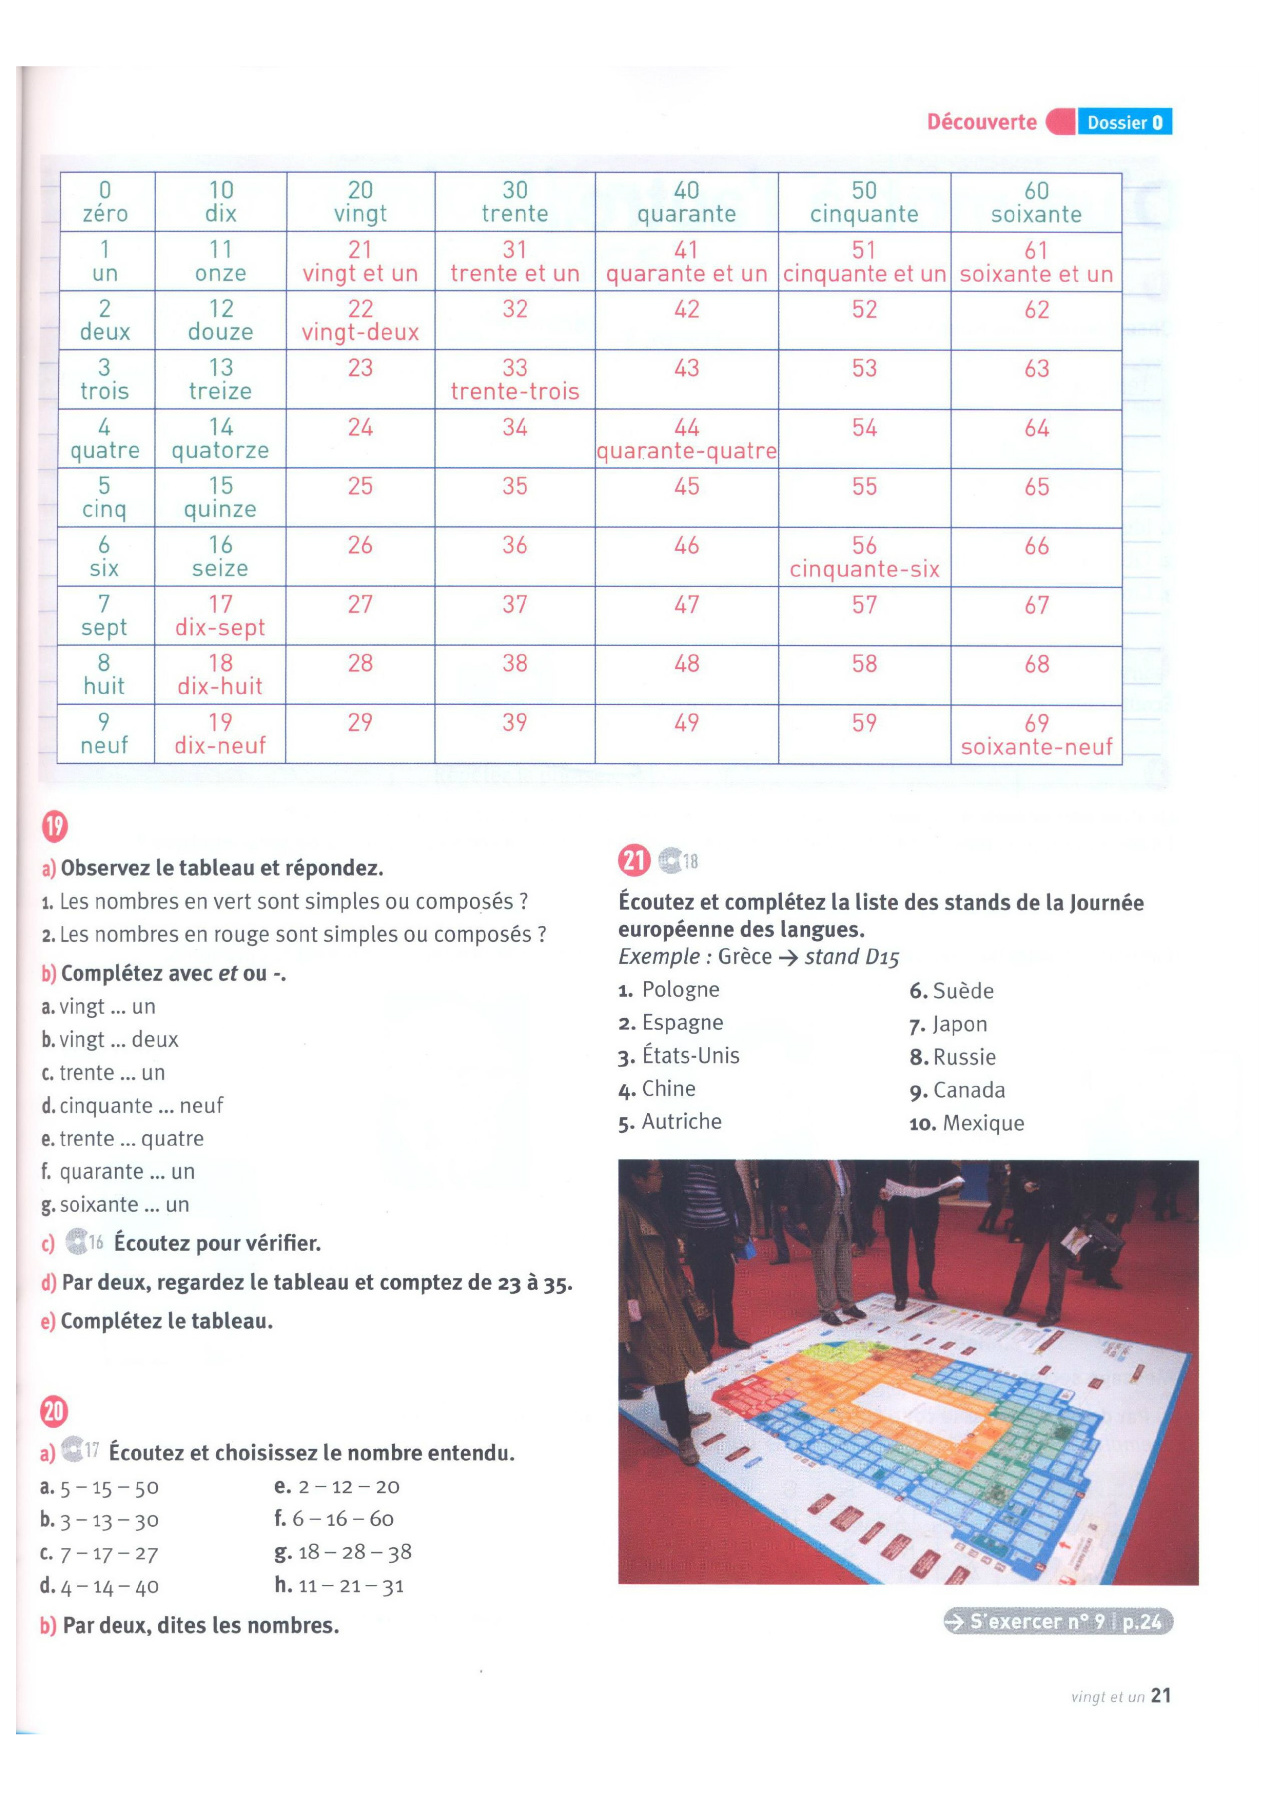 Découverte Dossier 0
0 10 20 30 40 50 60
zéro dix vingt trente quarante cinquante soixante
1 11 21 31 41 51 61
un onze vingt et un trente et un quarante et un cinquante et un soixante et un
2 12 22 32 42 52 62
deux douze vingt-deux
3 13 23 33 43 53 63
trois treize trente-trois
4 14 24 34 44 54 64
quatre quatorze quarante-quatre
5 15 25 35 45 55 65
cinq quinze
6 16 26 36 46 56 66
six seize cinquante-six
7 17 27 37 47 57 67
sept dix-sept
8 18 28 38 48 58 68
huit dix-huit
9 19 29 39 49 59 69
neuf dix-neuf soixante-neuf
19
a) Observez le tableau et répondez.
1. Les nombres en vert sont simples ou composés ?
2. Les nombres en rouge sont simples ou composés ?
b) Complétez avec et ou -.
a. vingt ... un
b. vingt ... deux
c. trente ... un
d. cinquante ... neuf
e. trente ... quatre
f. quarante ... un
g. soixante ... un
c) 16 Écoutez pour vérifier.
d) Par deux, regardez le tableau et comptez de 23 à 35.
e) Complétez le tableau.
20
a) 17 Écoutez et choisissez le nombre entendu.
a. 5 – 15 – 50
b. 3 – 13 – 30
c. 7 – 17 – 27
d. 4 – 14 – 40
e. 2 – 12 – 20
f. 6 – 16 – 60
g. 18 – 28 – 38
h. 11 – 21 – 31
b) Par deux, dites les nombres.
21 18
Écoutez et complétez la liste des stands de la Journée
européenne des langues.
Exemple : Grèce → stand D15
1. Pologne
2. Espagne
3. États-Unis
4. Chine
5. Autriche
6. Suède
7. Japon
8. Russie
9. Canada
10. Mexique
→ S'exercer n° 9 | p.24
vingt et un 21